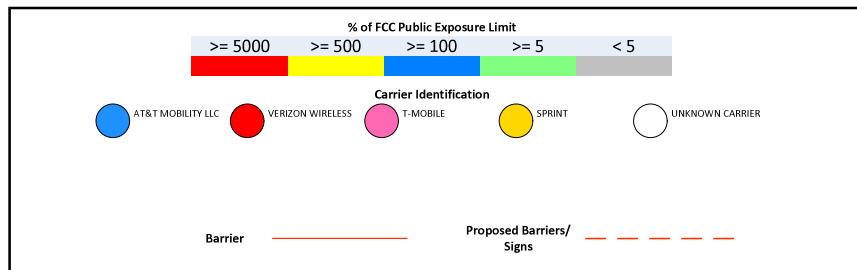 % of FCC Public Exposure Limit
>= 5000 >= 500 >= 100 >= 5 < 5
Carrier Identification
AT&T MOBILITY LLC VERIZON WIRELESS T-MOBILE SPRINT UNKNOWN CARRIER
Barrier Proposed Barriers/
Signs